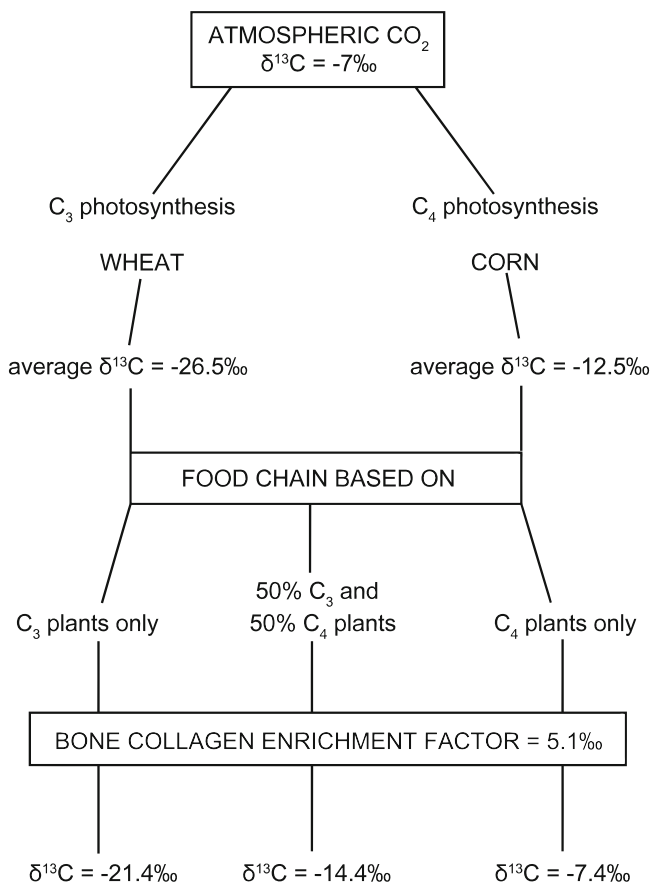 ATMOSPHERIC CO₂
δ¹³C = -7‰
C₃ photosynthesis
C₄ photosynthesis
WHEAT
CORN
average δ¹³C = -26.5‰
average δ¹³C = -12.5‰
FOOD CHAIN BASED ON
50% C₃ and
50% C₄ plants
C₃ plants only
C₄ plants only
BONE COLLAGEN ENRICHMENT FACTOR = 5.1‰
δ¹³C = -21.4‰
δ¹³C = -14.4‰
δ¹³C = -7.4‰